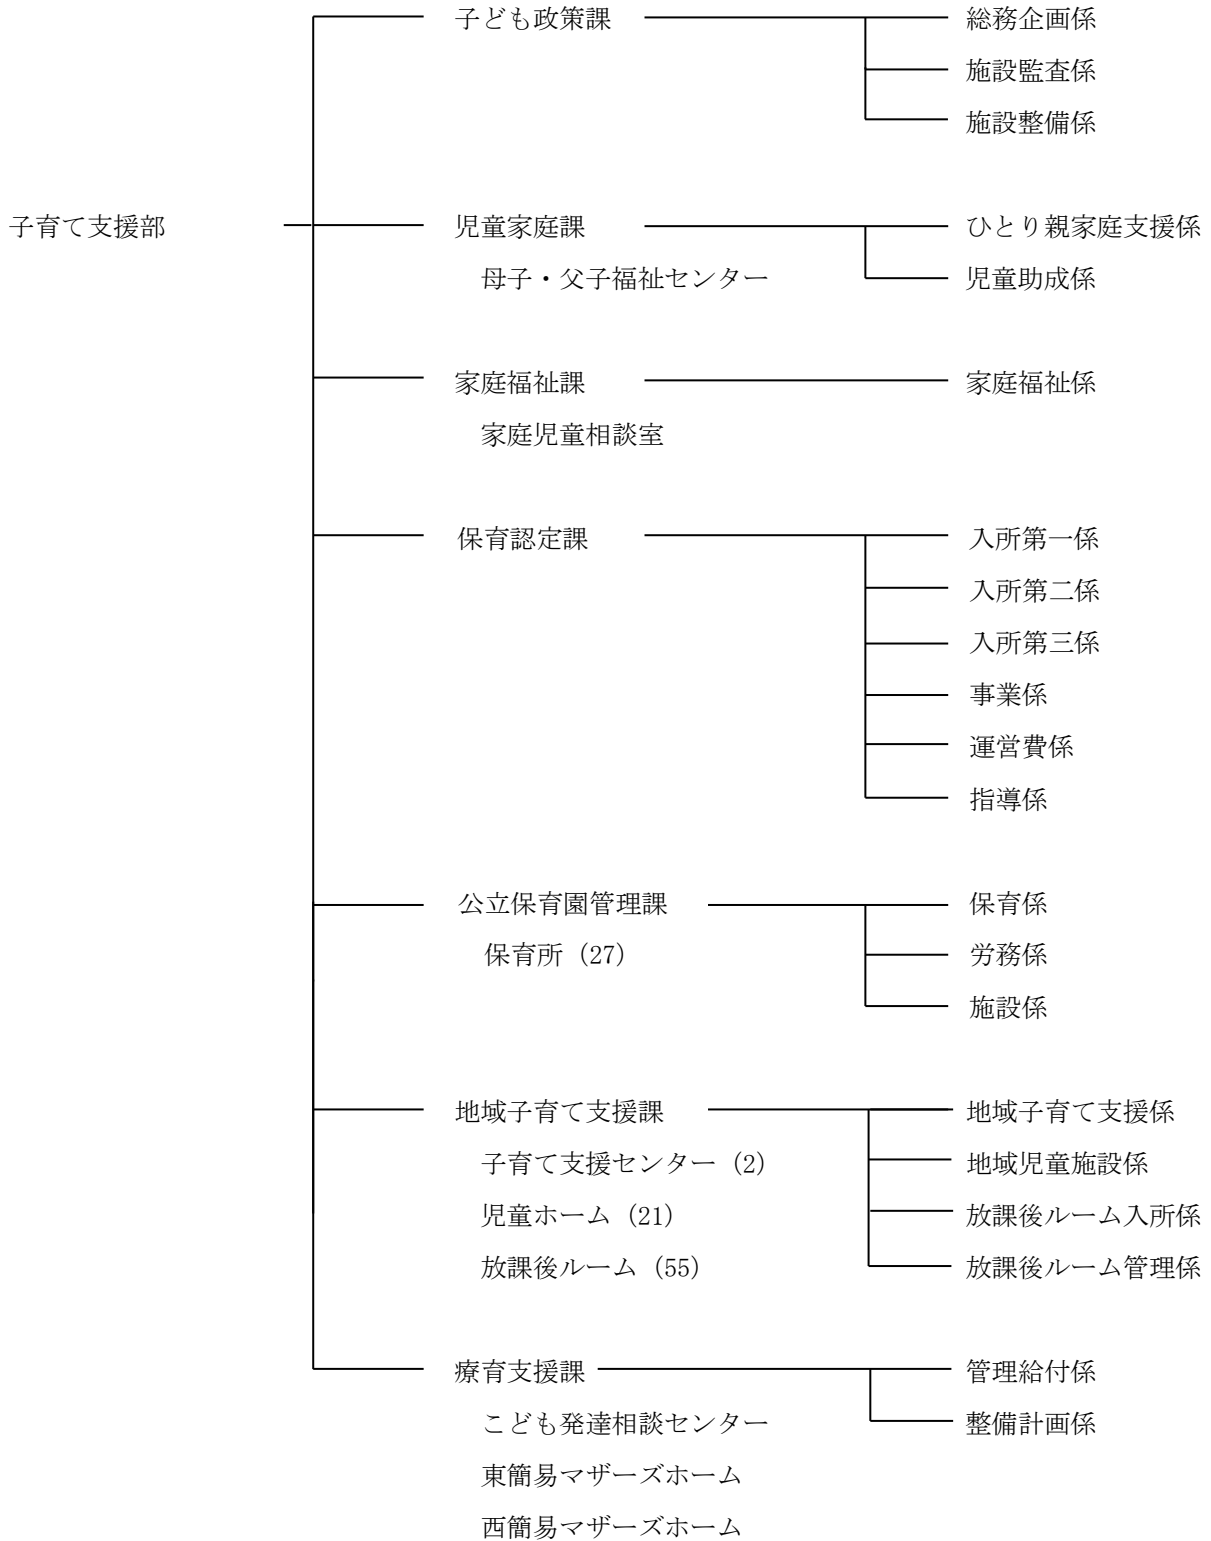 子ども政策課 総務企画係
施設監査係
施設整備係
子育て支援部 児童家庭課 ひとり親家庭支援係
母子・父子福祉センター 児童助成係
家庭福祉課 家庭福祉係
家庭児童相談室
保育認定課 入所第一係
入所第二係
入所第三係
事業係
運営費係
指導係
公立保育園管理課 保育係
保育所（27） 労務係
施設係
地域子育て支援課 地域子育て支援係
子育て支援センター（2） 地域児童施設係
児童ホーム（21） 放課後ルーム入所係
放課後ルーム（55） 放課後ルーム管理係
療育支援課 管理給付係
こども発達相談センター 整備計画係
東簡易マザーズホーム
西簡易マザーズホーム